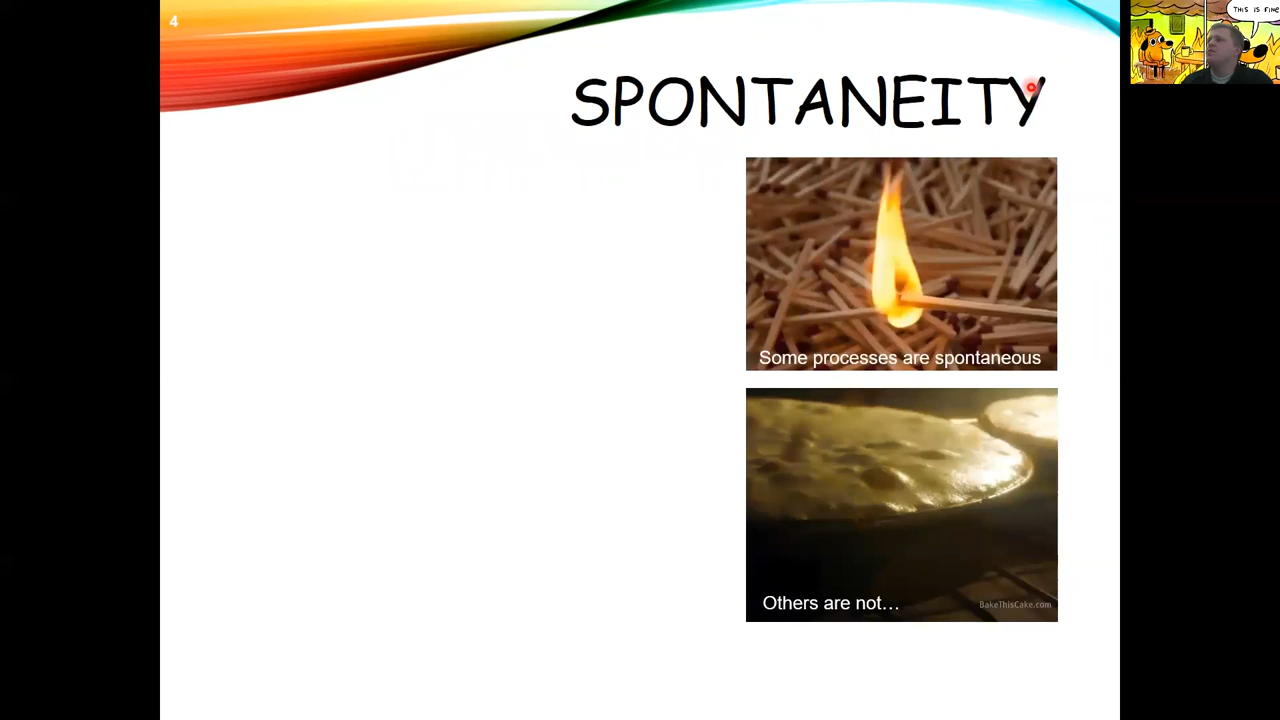 4
THIS IS FINE
SPONTANEITY
Some processes are spontaneous
Others are not…
BakeThisCake.com